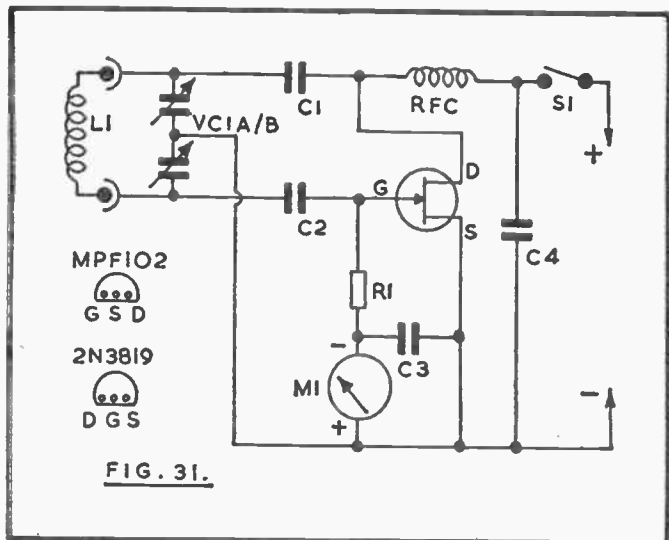 L1
VC1A/B
C1
RFC
S1
+
D
G
S
C2
C4
MPF102
G S D
R1
-
C3
2N3819
D G S
M1
+
-
FIG. 31.